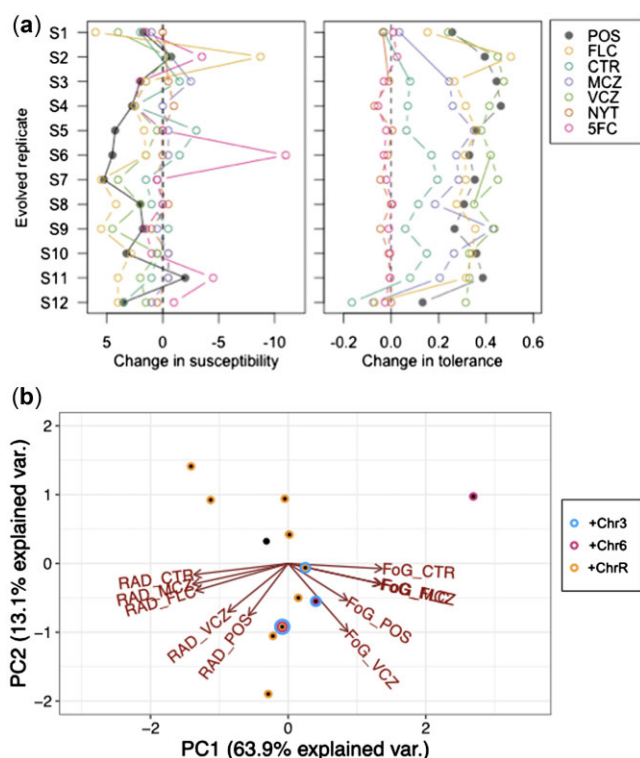 (a)
S1
S2
S3
S4
S5
S6
S7
S8
S9
S10
S11
S12
Evolved replicate
5 0 -5 -10
Change in susceptibility
-0.2 0.0 0.2 0.4 0.6
Change in tolerance
POS
FLC
CTR
MCZ
VCZ
NYT
5FC
(b)
2
1
0
-1
-2
PC2 (13.1% explained var.)
RAD_CTR
RAD_MCZ
RAD_FLC
RAD_VCZ
RAD_POS
FoG_CTR
FoG_MCZ
FoG_POS
FoG_VCZ
-2 0 2
PC1 (63.9% explained var.)
+Chr3
+Chr6
+ChrR